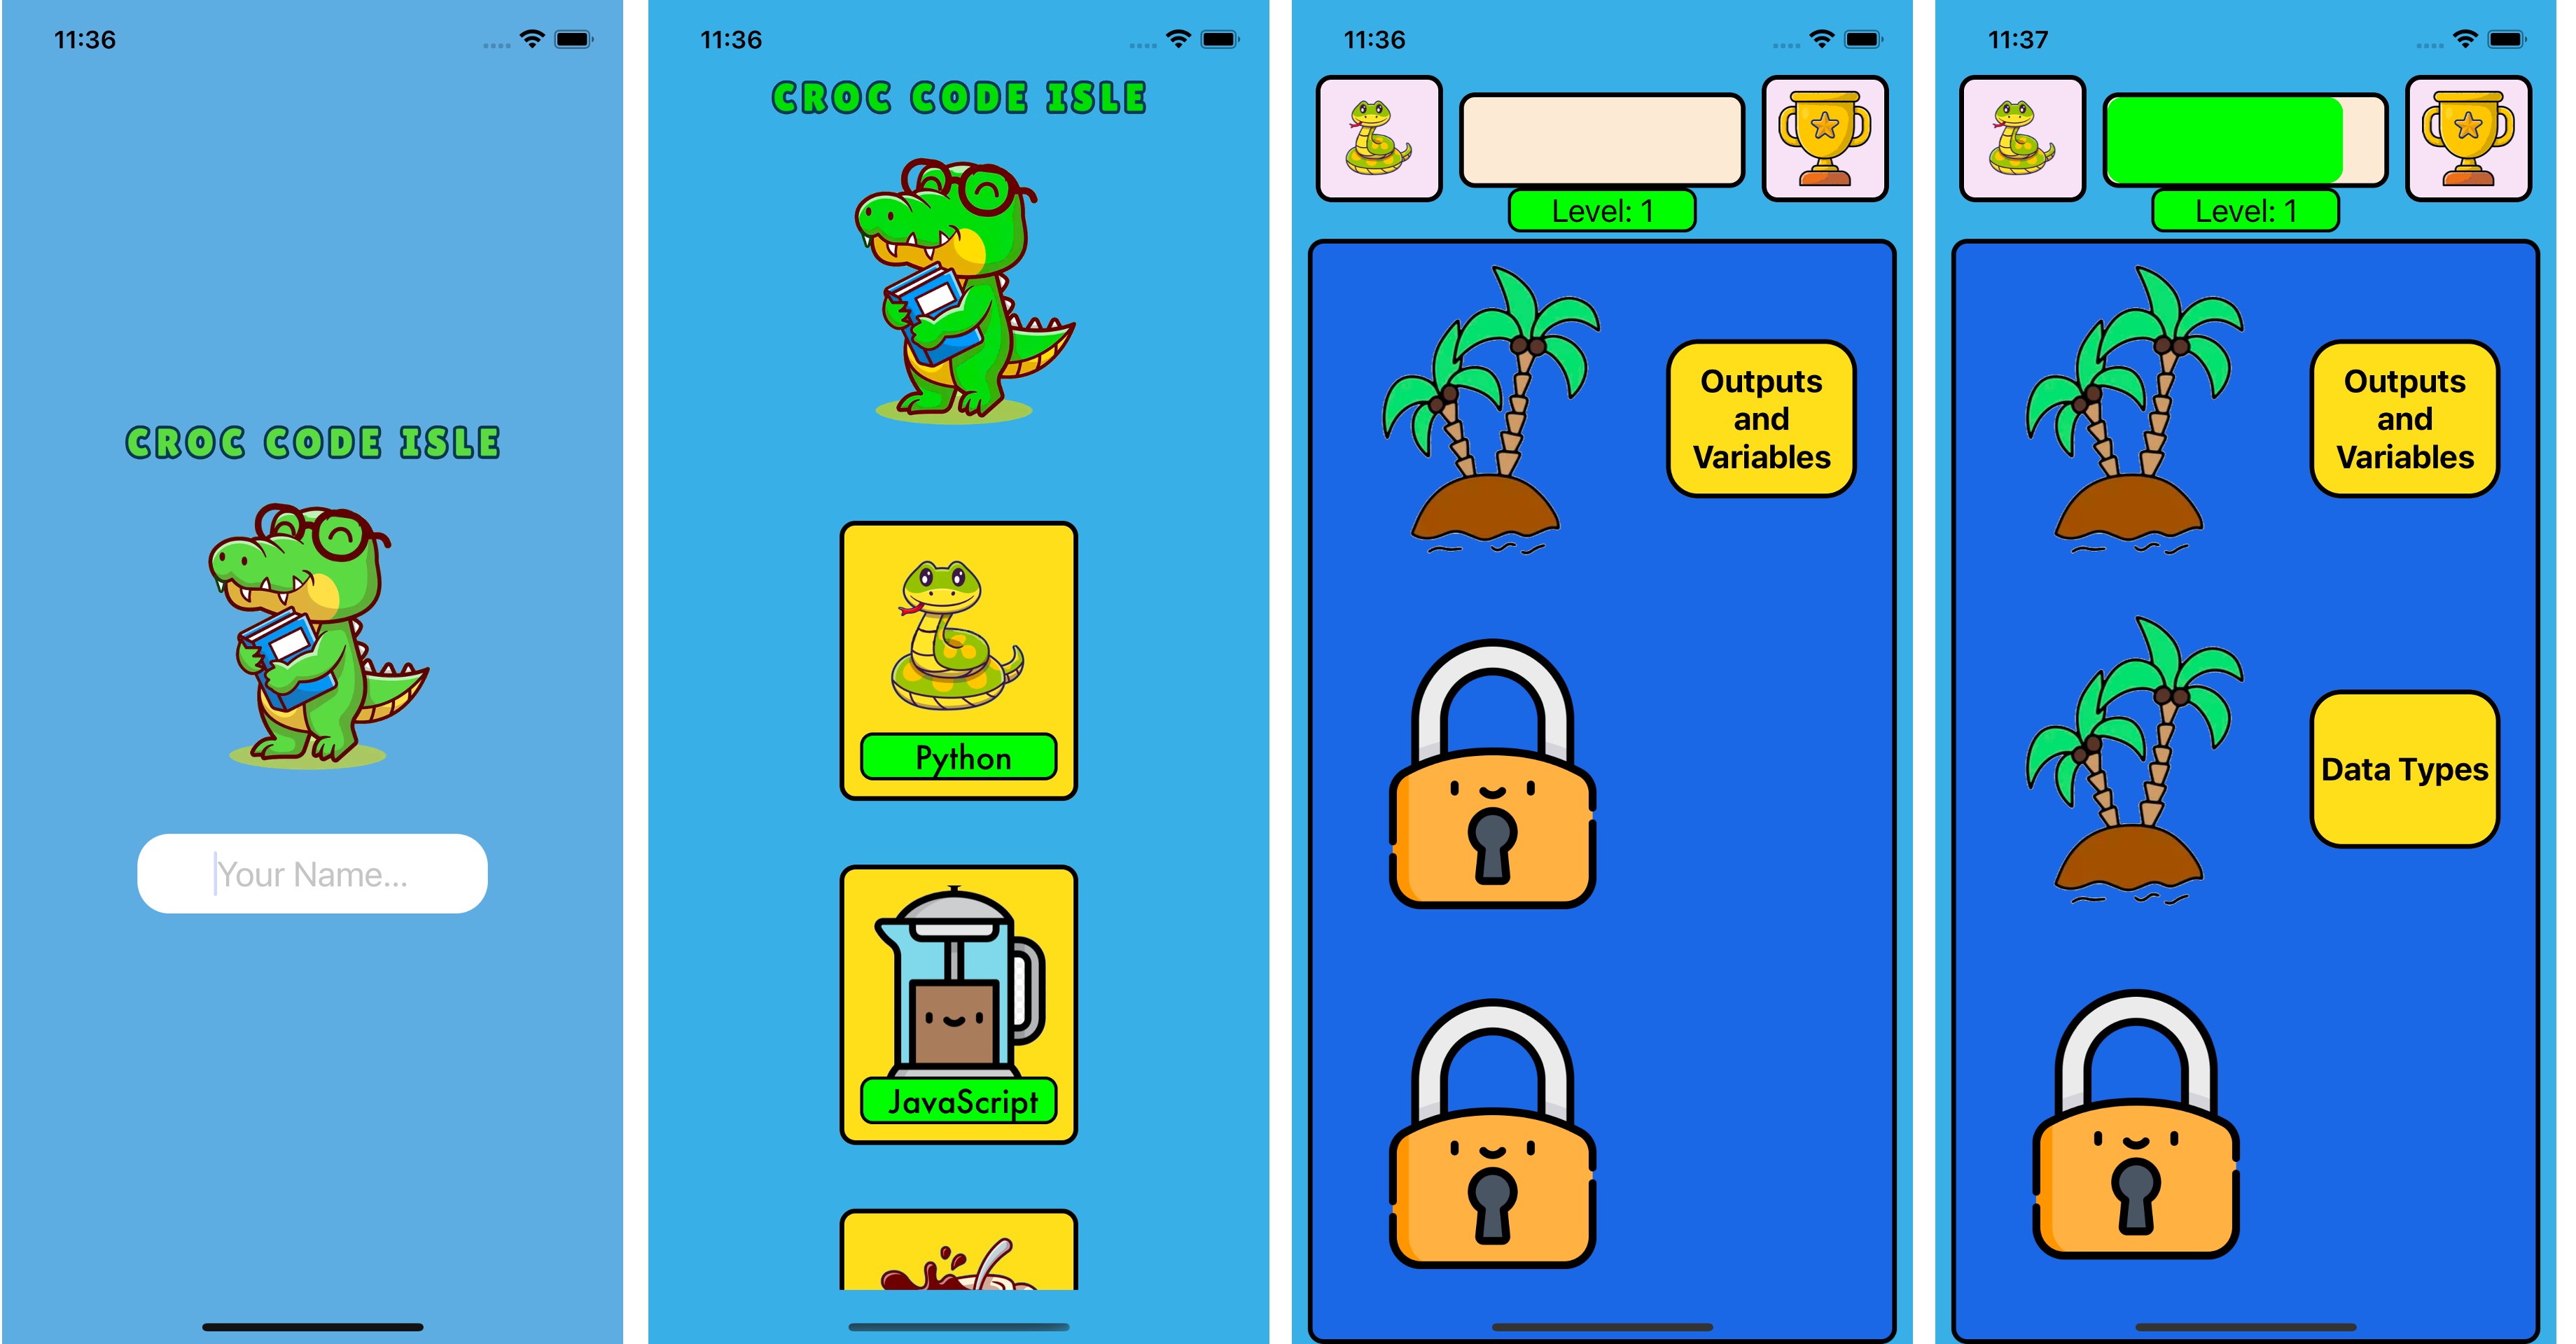 11:36
CROC CODE ISLE
Your Name...
11:36
CROC CODE ISLE
Python
JavaScript
11:36
Level: 1
Outputs
and
Variables
11:37
Level: 1
Outputs
and
Variables
Data Types